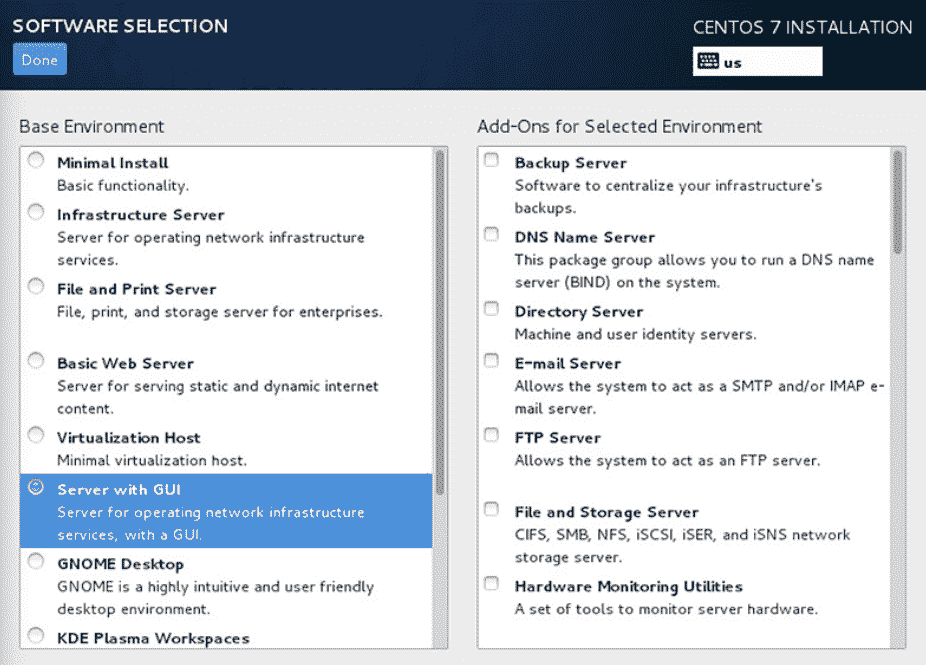 SOFTWARE SELECTION
CENTOS 7 INSTALLATION
Done
us
Base Environment
Minimal Install
Basic functionality.
Infrastructure Server
Server for operating network infrastructure
services.
File and Print Server
File, print, and storage server for enterprises.
Basic Web Server
Server for serving static and dynamic internet
content.
Virtualization Host
Minimal virtualization host.
Server with GUI
Server for operating network infrastructure
services, with a GUI.
GNOME Desktop
GNOME is a highly intuitive and user friendly
desktop environment.
KDE Plasma Workspaces
Add-Ons for Selected Environment
Backup Server
Software to centralize your infrastructure's
backups.
DNS Name Server
This package group allows you to run a DNS name
server (BIND) on the system.
Directory Server
Machine and user identity servers.
E-mail Server
Allows the system to act as a SMTP and/or IMAP e-
mail server.
FTP Server
Allows the system to act as an FTP server.
File and Storage Server
CIFS, SMB, NFS, iSCSI, iSER, and iSNS network
storage server.
Hardware Monitoring Utilities
A set of tools to monitor server hardware.